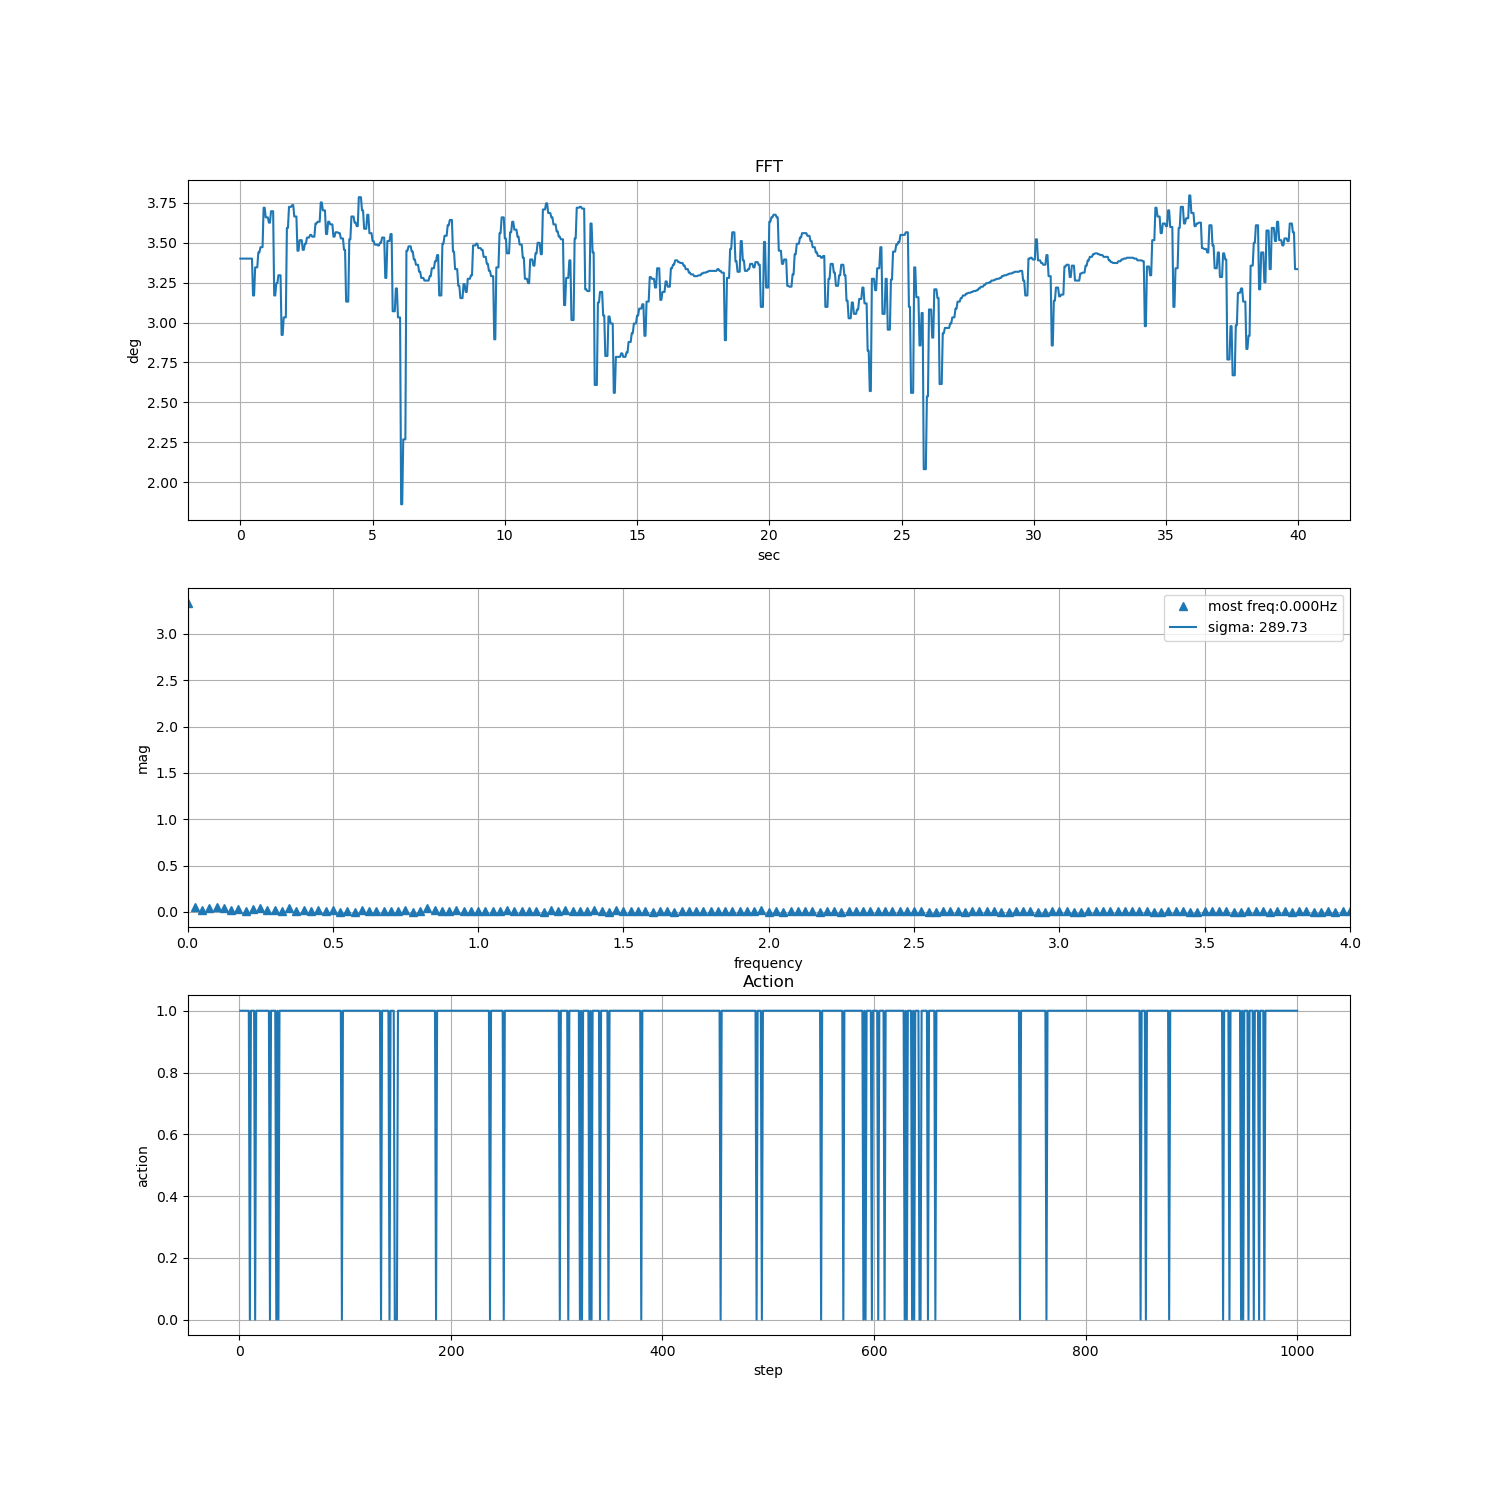 FFT
3.75
3.50
3.25
3.00
2.75
2.50
2.25
2.00
deg
0 5 10 15 20 25 30 35 40
sec
most freq:0.000Hz
sigma: 289.73
3.0
2.5
2.0
1.5
1.0
0.5
0.0
mag
0.0 0.5 1.0 1.5 2.0 2.5 3.0 3.5 4.0
frequency
Action
1.0
0.8
0.6
0.4
0.2
0.0
action
0 200 400 600 800 1000
step